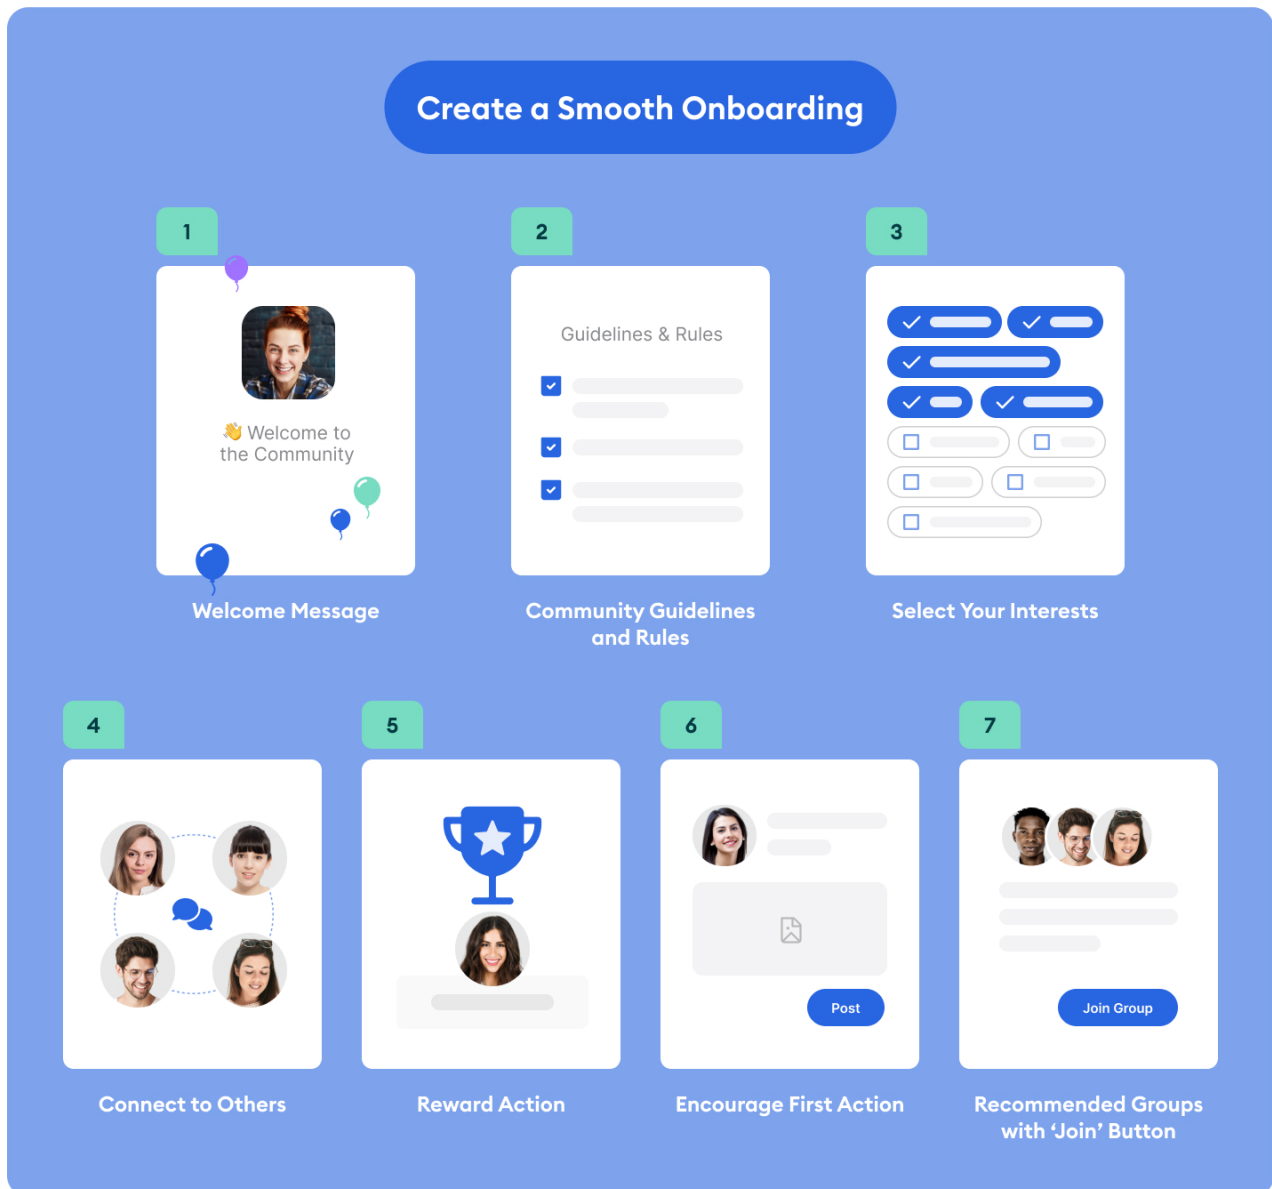 Create a Smooth Onboarding
1
2
3
👋 Welcome to
the Community
Guidelines & Rules
Welcome Message
Community Guidelines
and Rules
Select Your Interests
4
5
6
7
Post
Join Group
Connect to Others
Reward Action
Encourage First Action
Recommended Groups
with ‘Join’ Button